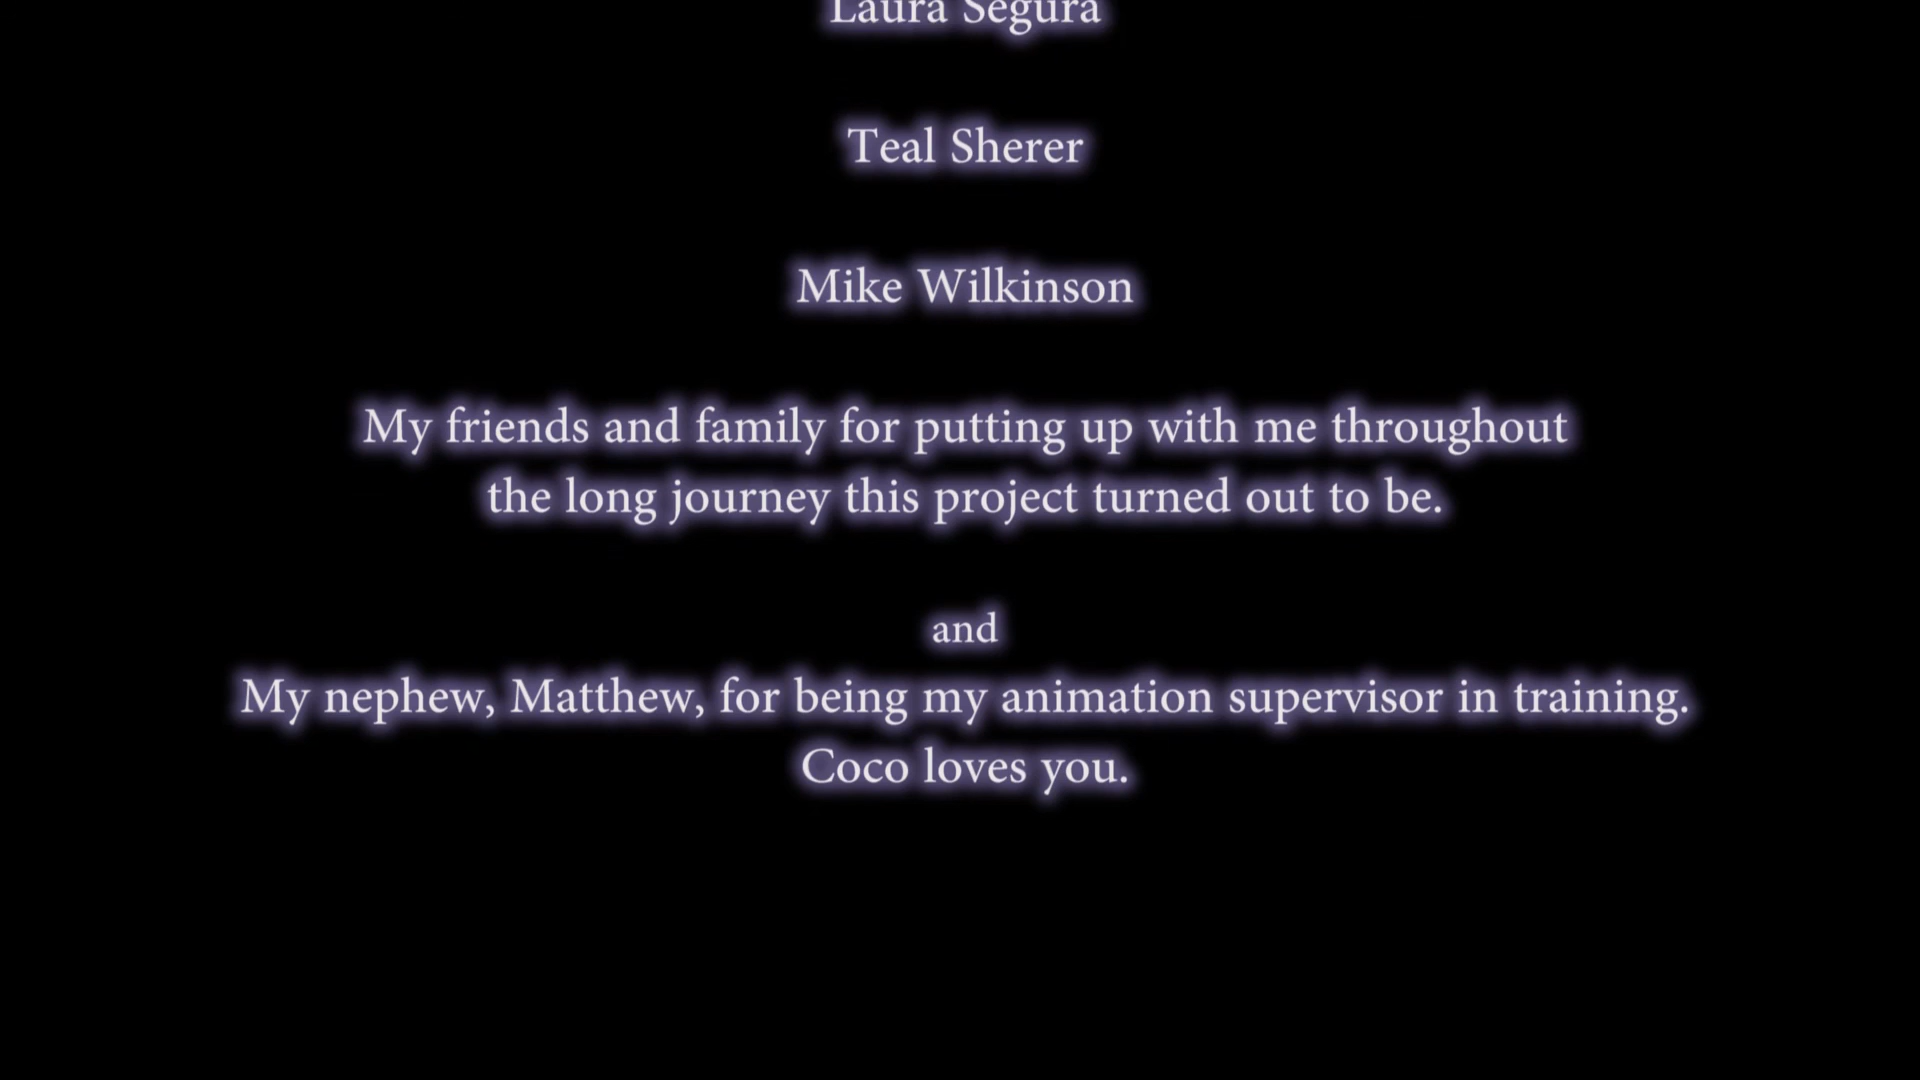 Laura Segura
Teal Sherer
Mike Wilkinson
My friends and family for putting up with me throughout
the long journey this project turned out to be.
and
My nephew, Matthew, for being my animation supervisor in training.
Coco loves you.